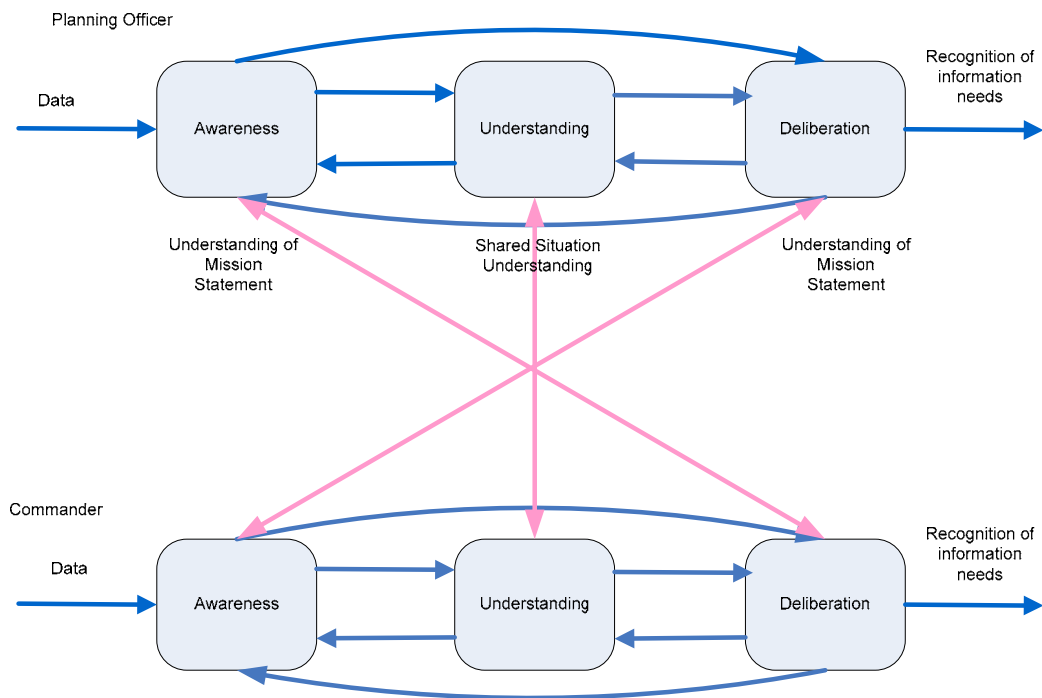 Planning Officer
Data
Awareness
Understanding
Deliberation
Recognition of
information
needs
Understanding of
Mission
Statement
Shared Situation
Understanding
Understanding of
Mission
Statement
Commander
Data
Awareness
Understanding
Deliberation
Recognition of
information
needs